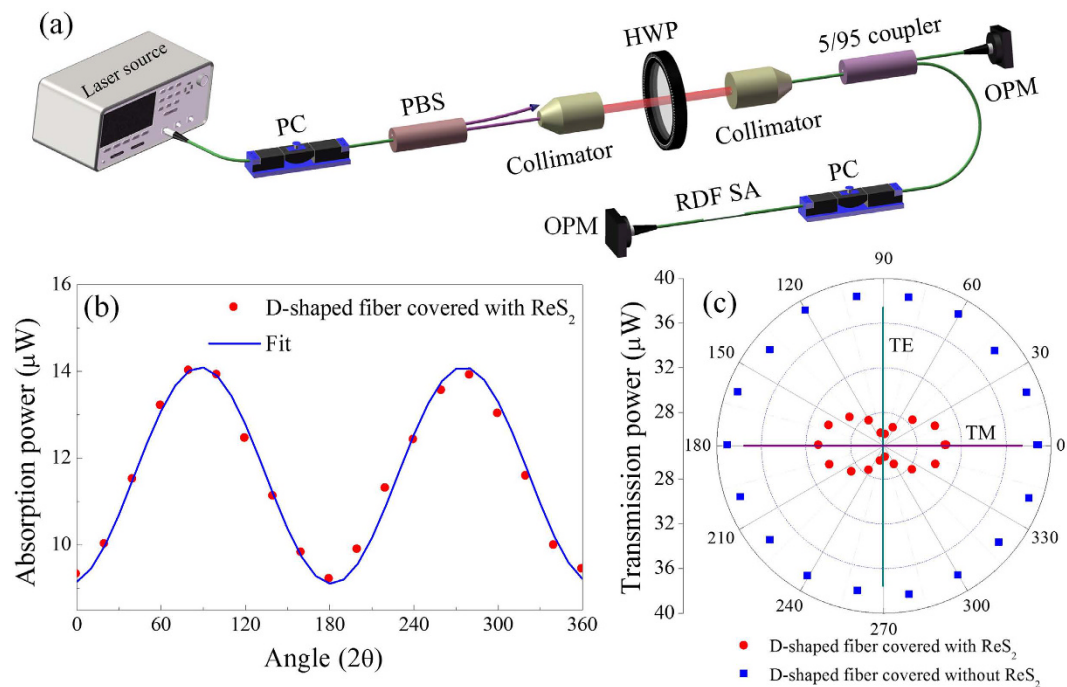 (a)
Laser source
PC
PBS
Collimator
HWP
Collimator
5/95 coupler
OPM
PC
RDF SA
OPM
(b)
D-shaped fiber covered with ReS₂
Fit
Absorption power (μW)
16
14
12
10
0
60
120
180
240
300
360
Angle (2θ)
(c)
Transmission power (μW)
40
36
32
28
28
32
36
40
90
60
30
0
330
300
270
240
210
180
150
120
TE
TM
D-shaped fiber covered with ReS₂
D-shaped fiber covered without ReS₂